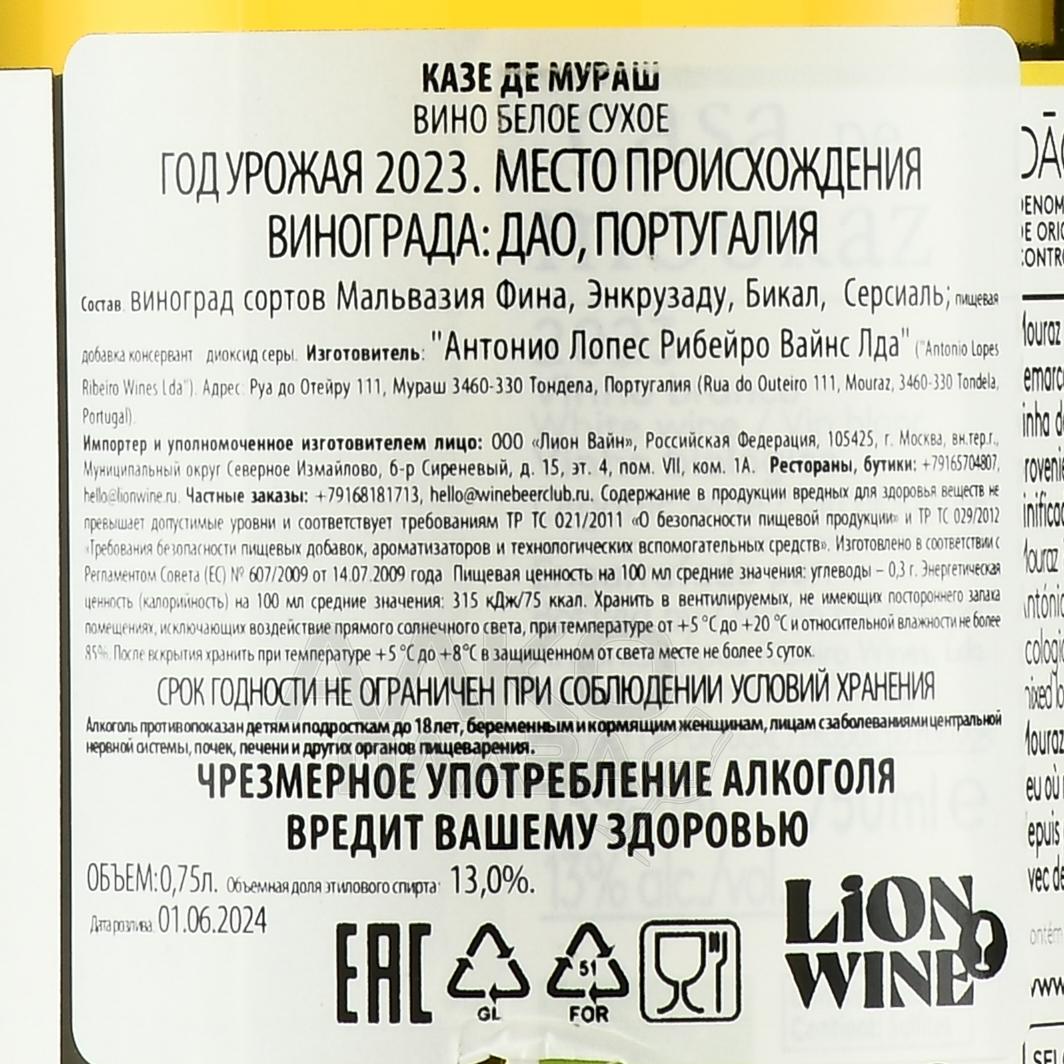 КАЗЕ ДЕ МУРАШ
ВИНО БЕЛОЕ СУХОЕ
ГОД УРОЖАЯ 2023. МЕСТО ПРОИСХОЖДЕНИЯ
ВИНОГРАДА: ДАО, ПОРТУГАЛИЯ
Состав: виноград сортов Мальвазия Фина, Энкрузаду, Бикал, Серсиаль; пищевая
добавка консервант диоксид серы. Изготовитель: "Антонио Лопес Рибейро Вайнс Лда" ("Antonio Lopes
Ribeiro Wines Lda"). Адрес: Руа до Отейру 111, Мураш 3460-330 Тондела, Португалия (Rua do Outeiro 111, Mouraz, 3460-330 Tondela,
Portugal).
Импортер и уполномоченное изготовителем лицо: ООО «Лион Вайн», Российская Федерация, 105425, г. Москва, вн.тер.г.,
Муниципальный округ Северное Измайлово, б-р Сиреневый, д. 15, эт. 4, пом. VII, ком. 1А. Рестораны, бутики: +79165704807,
hello@lionwine.ru. Частные заказы: +79168181713, hello@winebeerclub.ru. Содержание в продукции вредных для здоровья веществ не
превышает допустимые уровни и соответствует требованиям ТР ТС 021/2011 «О безопасности пищевой продукции» и ТР ТС 029/2012
«Требования безопасности пищевых добавок, ароматизаторов и технологических вспомогательных средств». Изготовлено в соответствии с
Регламентом Совета (ЕС) № 607/2009 от 14.07.2009 года Пищевая ценность на 100 мл средние значения: углеводы – 0,3 г. Энергетическая
ценность (калорийность) на 100 мл средние значения: 315 кДж/75 ккал. Хранить в вентилируемых, не имеющих постороннего запаха
помещениях, исключающих воздействие прямого солнечного света, при температуре от +5 °С до +20 °С и относительной влажности не более
85%. После вскрытия хранить при температуре +5 °С до +8°С в защищенном от света месте не более 5 суток.
СРОК ГОДНОСТИ НЕ ОГРАНИЧЕН ПРИ СОБЛЮДЕНИИ УСЛОВИЙ ХРАНЕНИЯ
Алкоголь противопоказан детям и подросткам до 18 лет, беременным и кормящим женщинам, лицам с заболеваниями центральной
нервной системы, почек, печени и других органов пищеварения.
ЧРЕЗМЕРНОЕ УПОТРЕБЛЕНИЕ АЛКОГОЛЯ
ВРЕДИТ ВАШЕМУ ЗДОРОВЬЮ
ОБЪЕМ: 0,75л. Объемная доля этилового спирта: 13,0%.
Дата розлива: 01.06.2024
EAC
GL
51
FOR
LION
WINE